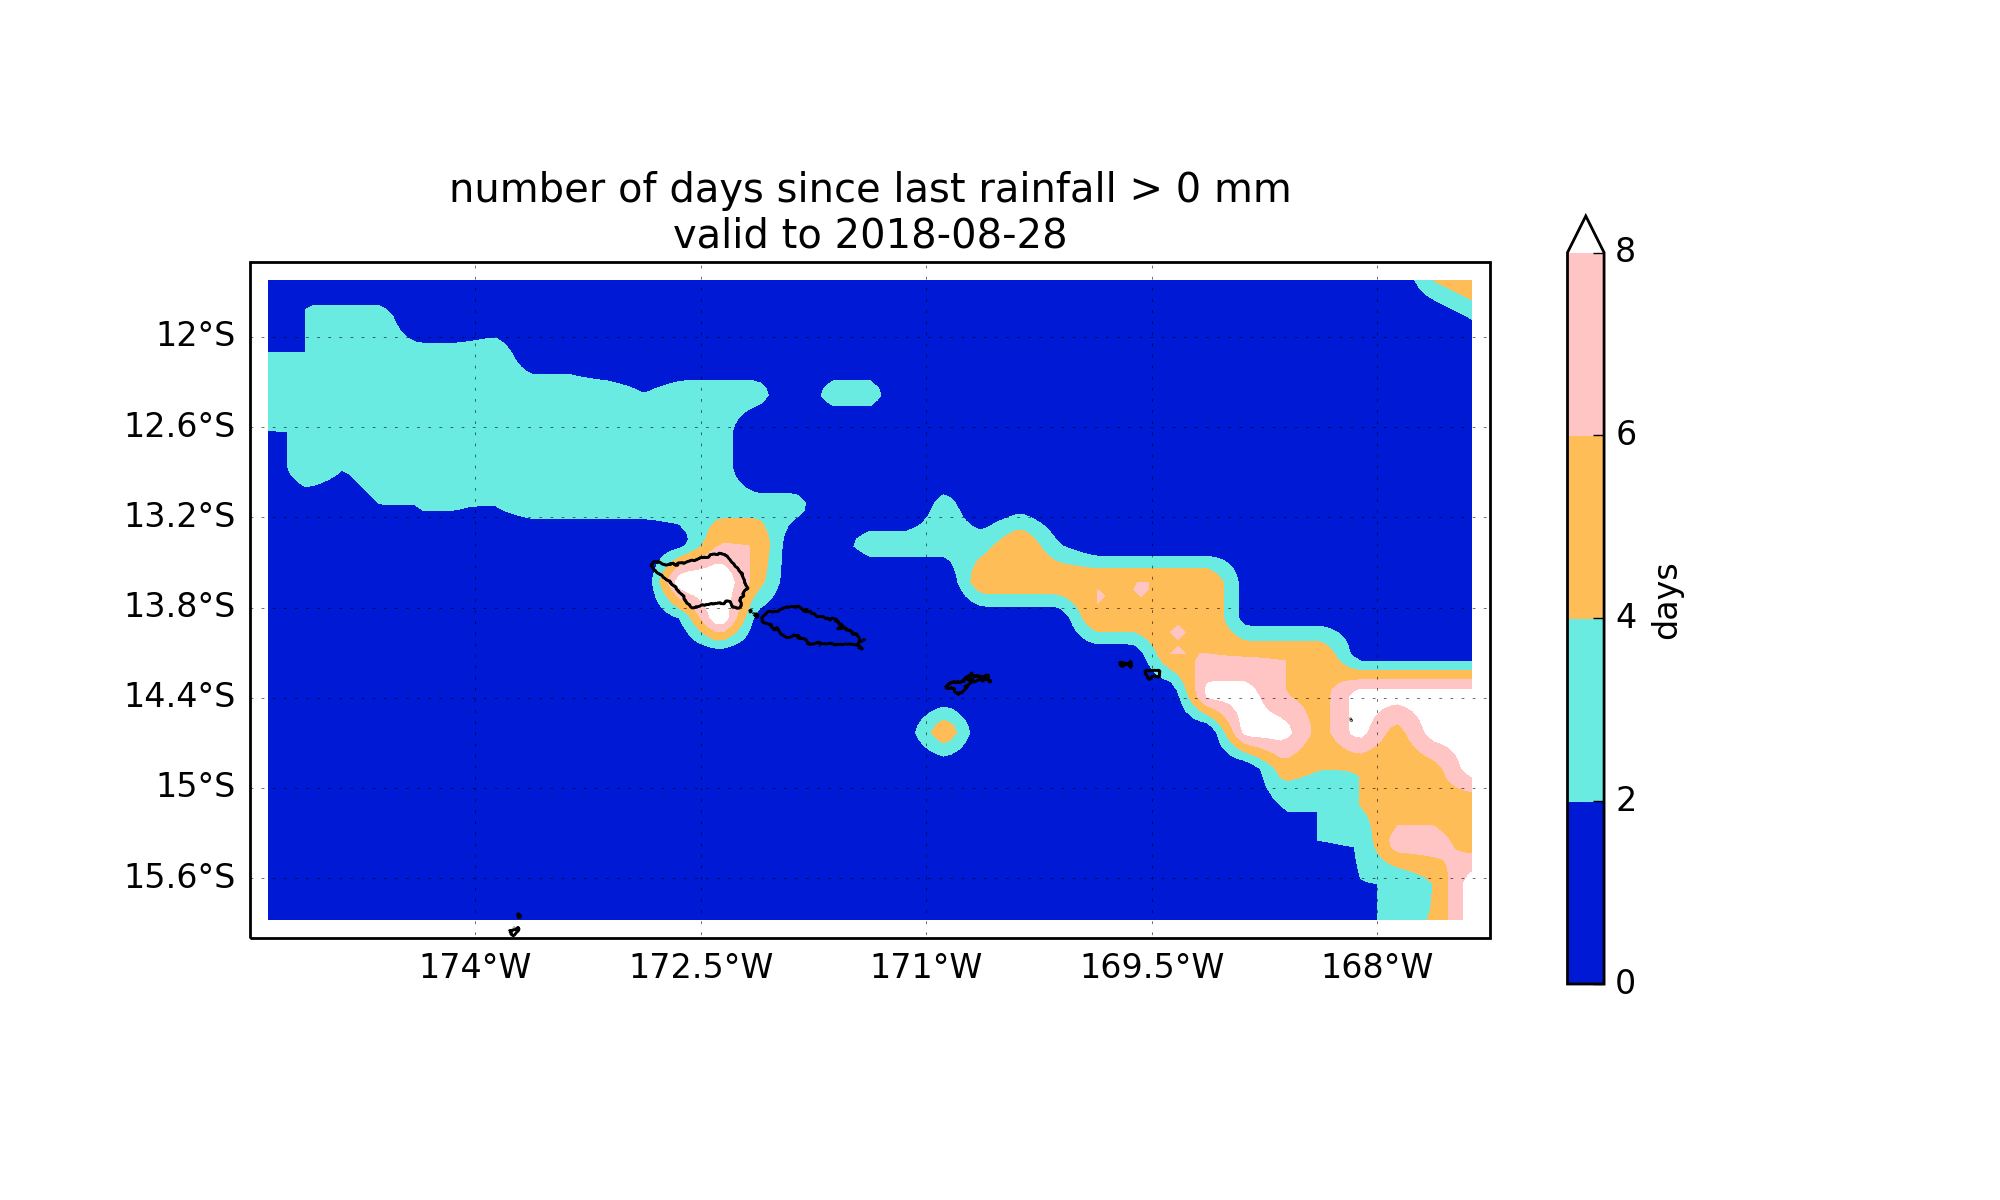 number of days since last rainfall > 0 mm
valid to 2018-08-28
12°S
12.6°S
13.2°S
13.8°S
14.4°S
15°S
15.6°S
174°W
172.5°W
171°W
169.5°W
168°W
8
6
4
2
0
days